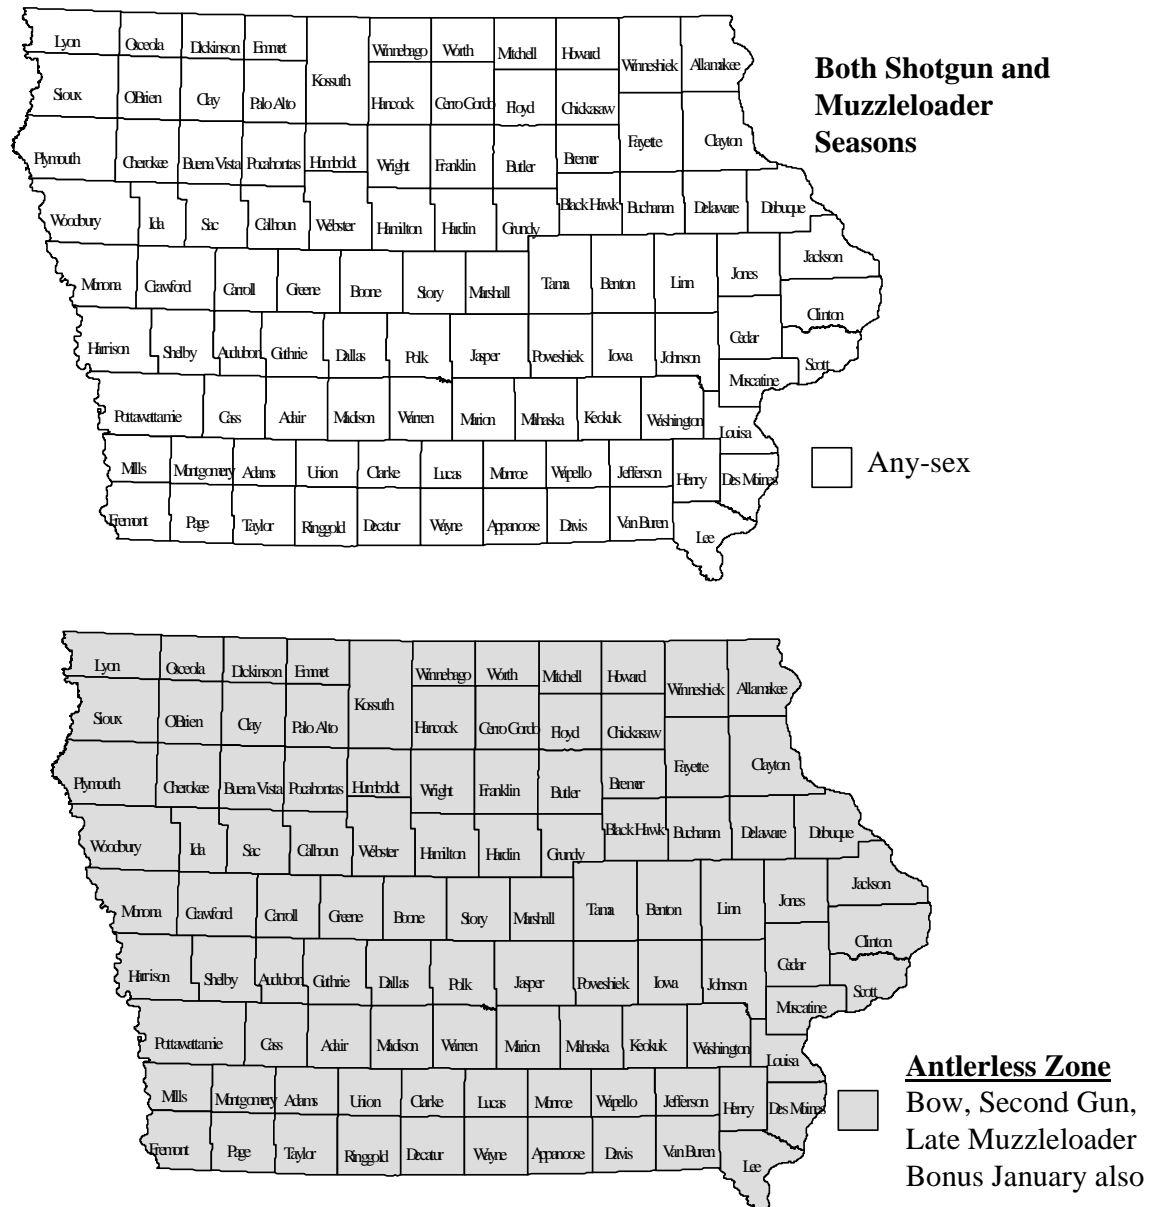 Lyon Osceola Dickinson Emmet Winnebago Worth Mitchell Howard Winneshiek Allamakee
Kossuth
Sioux O'Brien Clay Palo Alto Hancock Cerro Gordo Floyd Chickasaw
Plymouth Cherokee Buena Vista Pocahontas Humboldt Wright Franklin Butler Bremer Fayette Clayton
Woodbury Ida Sac Calhoun Webster Hamilton Hardin Grundy Black Hawk Buchanan Delaware Dubuque
Monona Crawford Carroll Greene Boone Story Marshall Tama Benton Linn Jones Jackson
Clinton
Harrison Shelby Audubon Guthrie Dallas Polk Jasper Poweshiek Iowa Johnson Cedar Scott
Muscatine
Pottawattamie Cass Adair Madison Warren Marion Mahaska Keokuk Washington Louisa
Mills Montgomery Adams Union Clarke Lucas Monroe Wapello Jefferson Henry Des Moines
Fremont Page Taylor Ringgold Decatur Wayne Appanoose Davis Van Buren Lee
Both Shotgun and
Muzzleloader
Seasons
Any-sex
Lyon Osceola Dickinson Emmet Winnebago Worth Mitchell Howard Winneshiek Allamakee
Kossuth
Sioux O'Brien Clay Palo Alto Hancock Cerro Gordo Floyd Chickasaw
Plymouth Cherokee Buena Vista Pocahontas Humboldt Wright Franklin Butler Bremer Fayette Clayton
Woodbury Ida Sac Calhoun Webster Hamilton Hardin Grundy Black Hawk Buchanan Delaware Dubuque
Monona Crawford Carroll Greene Boone Story Marshall Tama Benton Linn Jones Jackson
Clinton
Harrison Shelby Audubon Guthrie Dallas Polk Jasper Poweshiek Iowa Johnson Cedar Scott
Muscatine
Pottawattamie Cass Adair Madison Warren Marion Mahaska Keokuk Washington Louisa
Mills Montgomery Adams Union Clarke Lucas Monroe Wapello Jefferson Henry Des Moines
Fremont Page Taylor Ringgold Decatur Wayne Appanoose Davis Van Buren Lee
Antlerless Zone
Bow, Second Gun,
Late Muzzleloader
Bonus January also